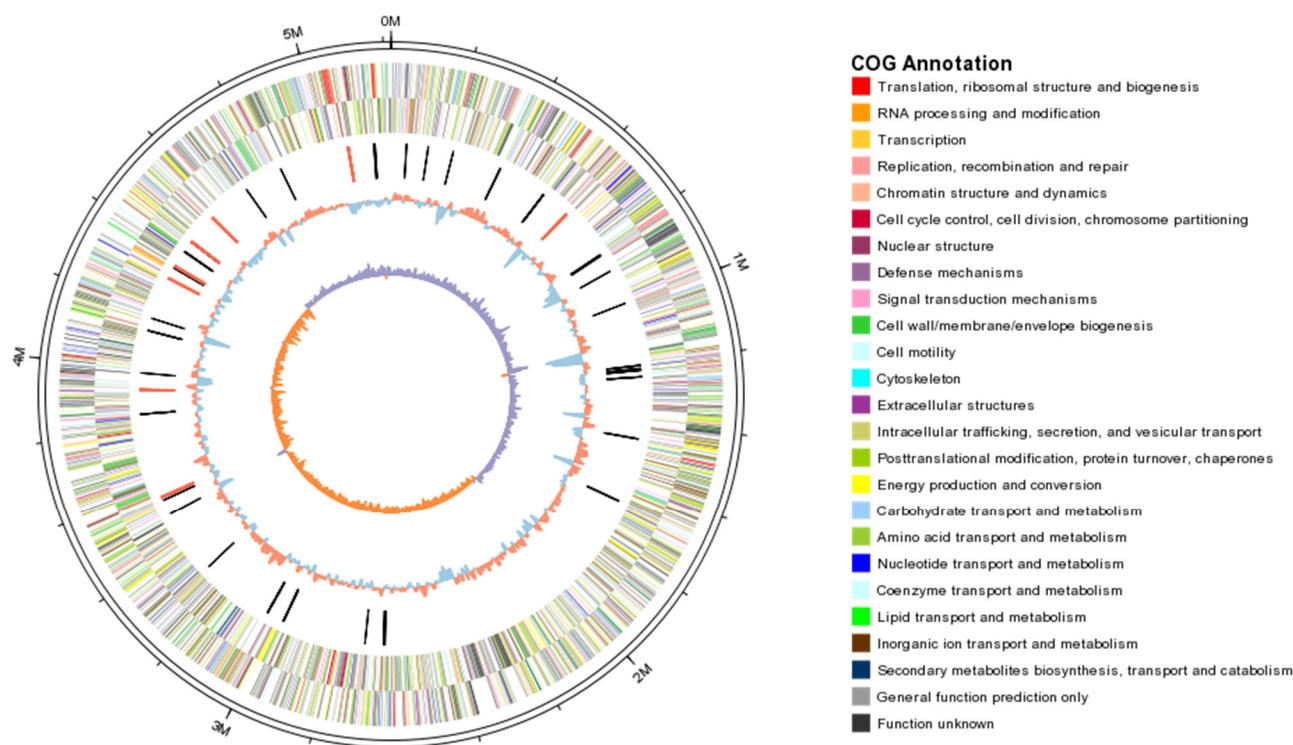 0M
5M
1M
4M
2M
3M
COG Annotation
Translation, ribosomal structure and biogenesis
RNA processing and modification
Transcription
Replication, recombination and repair
Chromatin structure and dynamics
Cell cycle control, cell division, chromosome partitioning
Nuclear structure
Defense mechanisms
Signal transduction mechanisms
Cell wall/membrane/envelope biogenesis
Cell motility
Cytoskeleton
Extracellular structures
Intracellular trafficking, secretion, and vesicular transport
Posttranslational modification, protein turnover, chaperones
Energy production and conversion
Carbohydrate transport and metabolism
Amino acid transport and metabolism
Nucleotide transport and metabolism
Coenzyme transport and metabolism
Lipid transport and metabolism
Inorganic ion transport and metabolism
Secondary metabolites biosynthesis, transport and catabolism
General function prediction only
Function unknown